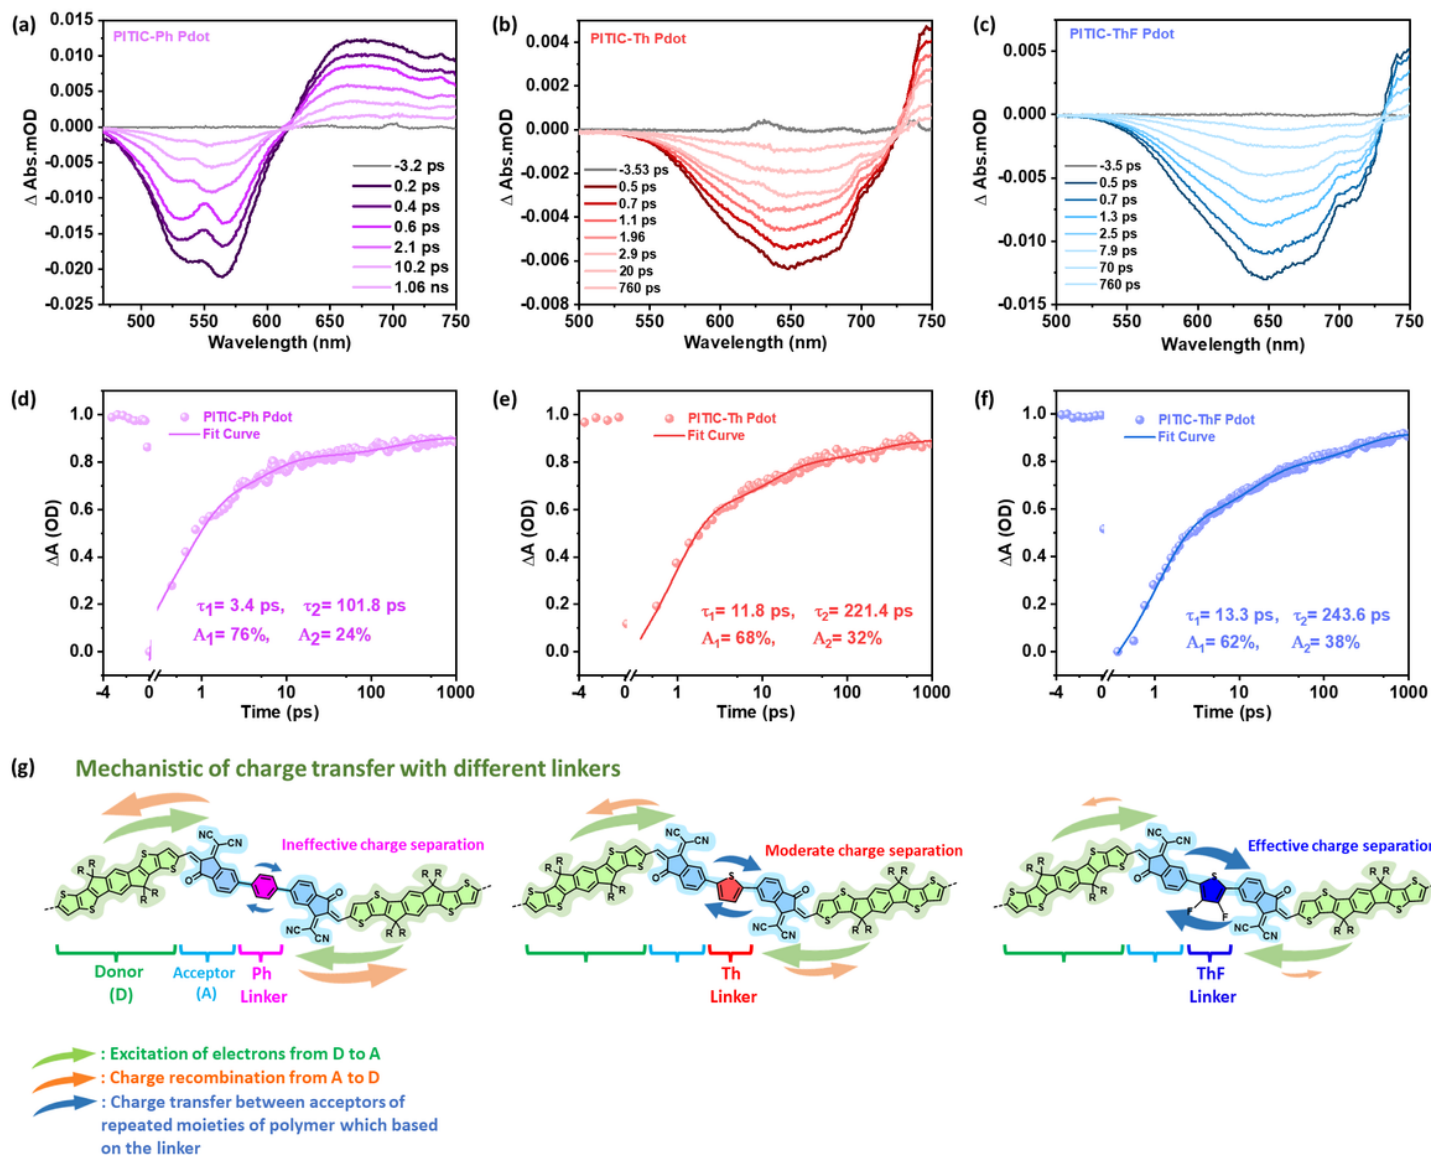 (a)
PITIC-Ph Pdot
0.015
0.010
0.005
0.000
-0.005
-0.010
-0.015
-0.020
-0.025
Δ Abs.mOD
-3.2 ps
0.2 ps
0.4 ps
0.6 ps
2.1 ps
10.2 ps
1.06 ns
500 550 600 650 700 750
Wavelength (nm)
(b)
PITIC-Th Pdot
0.004
0.002
0.000
-0.002
-0.004
-0.006
-0.008
Δ Abs.mOD
-3.53 ps
0.5 ps
0.7 ps
1.1 ps
1.96
2.9 ps
20 ps
760 ps
500 550 600 650 700 750
Wavelength (nm)
(c)
PITIC-ThF Pdot
0.005
0.000
-0.005
-0.010
-0.015
Δ Abs.mOD
-3.5 ps
0.5 ps
0.7 ps
1.3 ps
2.5 ps
7.9 ps
70 ps
760 ps
500 550 600 650 700 750
Wavelength (nm)
(d)
1.0
0.8
0.6
0.4
0.2
0.0
ΔA (OD)
PITIC-Ph Pdot
Fit Curve
τ1= 3.4 ps, τ2= 101.8 ps
A1= 76%, A2= 24%
-4 0 1 10 100 1000
Time (ps)
(e)
1.0
0.8
0.6
0.4
0.2
0.0
ΔA (OD)
PITIC-Th Pdot
Fit Curve
τ1= 11.8 ps, τ2= 221.4 ps
A1= 68%, A2= 32%
-4 0 1 10 100 1000
Time (ps)
(f)
1.0
0.8
0.6
0.4
0.2
0.0
ΔA (OD)
PITIC-ThF Pdot
Fit Curve
τ1= 13.3 ps, τ2= 243.6 ps
A1= 62%, A2= 38%
-4 0 1 10 100 1000
Time (ps)
(g) Mechanistic of charge transfer with different linkers
NC CN
Ineffective charge separation
R R
S S S S
O O
R R
NC CN
Donor
(D)
Acceptor
(A)
Ph
Linker
NC CN
Moderate charge separation
R R
S S S S S
O O
R R
NC CN
Th
Linker
NC CN
Effective charge separation
R R
S S S S S
O O
F F
R R
NC CN
ThF
Linker
: Excitation of electrons from D to A
: Charge recombination from A to D
: Charge transfer between acceptors of
repeated moieties of polymer which based
on the linker